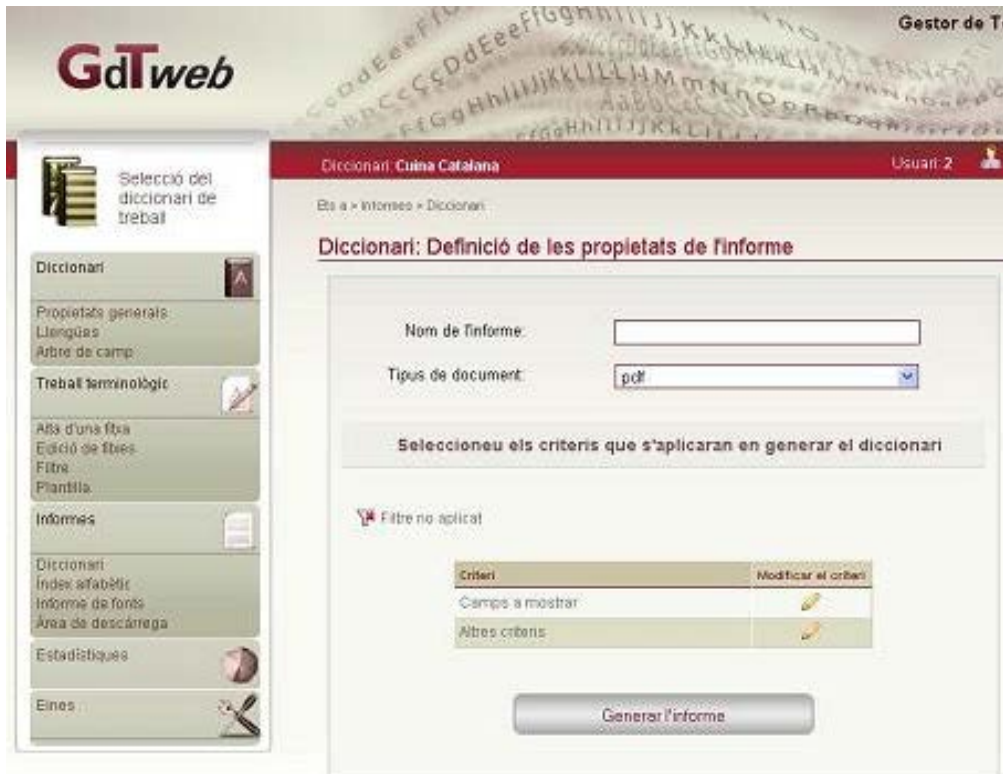 Gestor de T
GdTweb
Selecció del
diccionari de
treball
Diccionari: Cuina Catalana
Usuari: 2
Ets a > Informes > Diccionari
Diccionari: Definició de les propietats de l'informe
Diccionari
Propietats generals
Llengües
Arbre de camp
Treball terminològic
Alta d'una fitxa
Edició de fitxes
Filtre
Plantilla
Informes
Diccionari
Índex alfabètic
Informe de fonts
Àrea de descàrrega
Estadístiques
Eines
Nom de l'informe:
Tipus de document:
pdf
Seleccioneu els criteris que s'aplicaran en generar el diccionari
Filtre no aplicat
Criteri Modificar el criteri
Camps a mostrar
Altres criteris
Generar l'informe